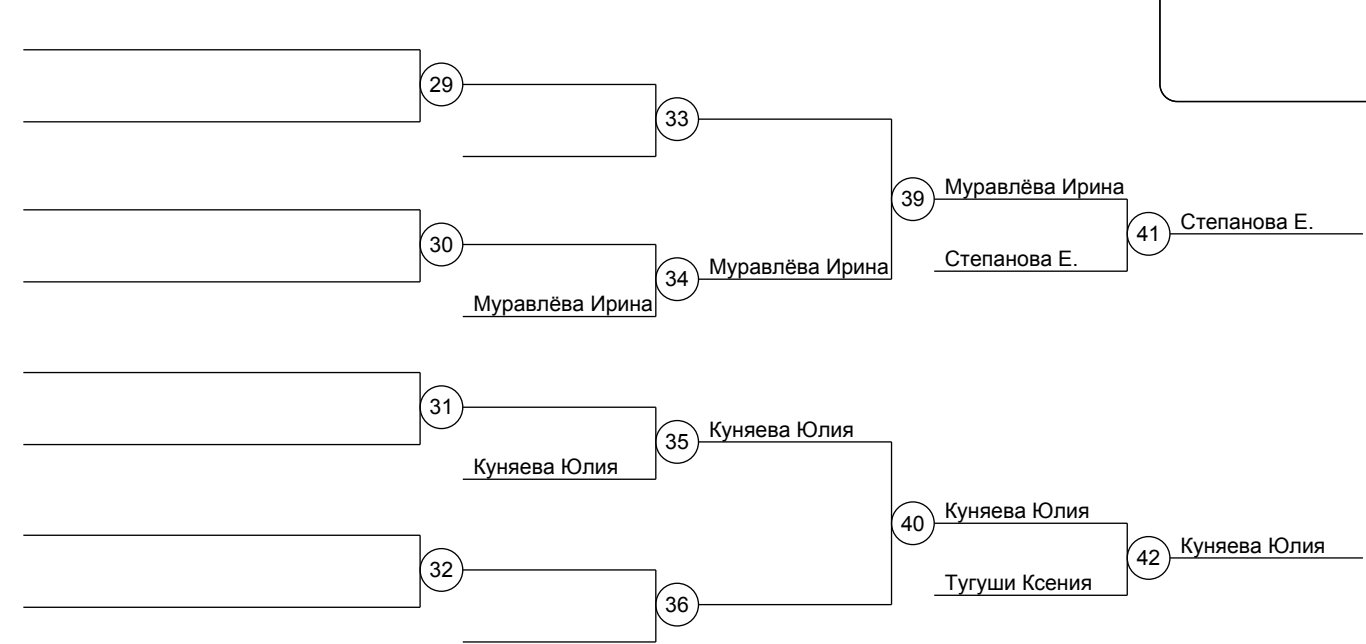 29
33
39
Муравлёва Ирина
41
Степанова Е.
Степанова Е.
30
34
Муравлёва Ирина
Муравлёва Ирина
31
35
Куняева Юлия
Куняева Юлия
40
Куняева Юлия
42
Куняева Юлия
Тугуши Ксения
32
36